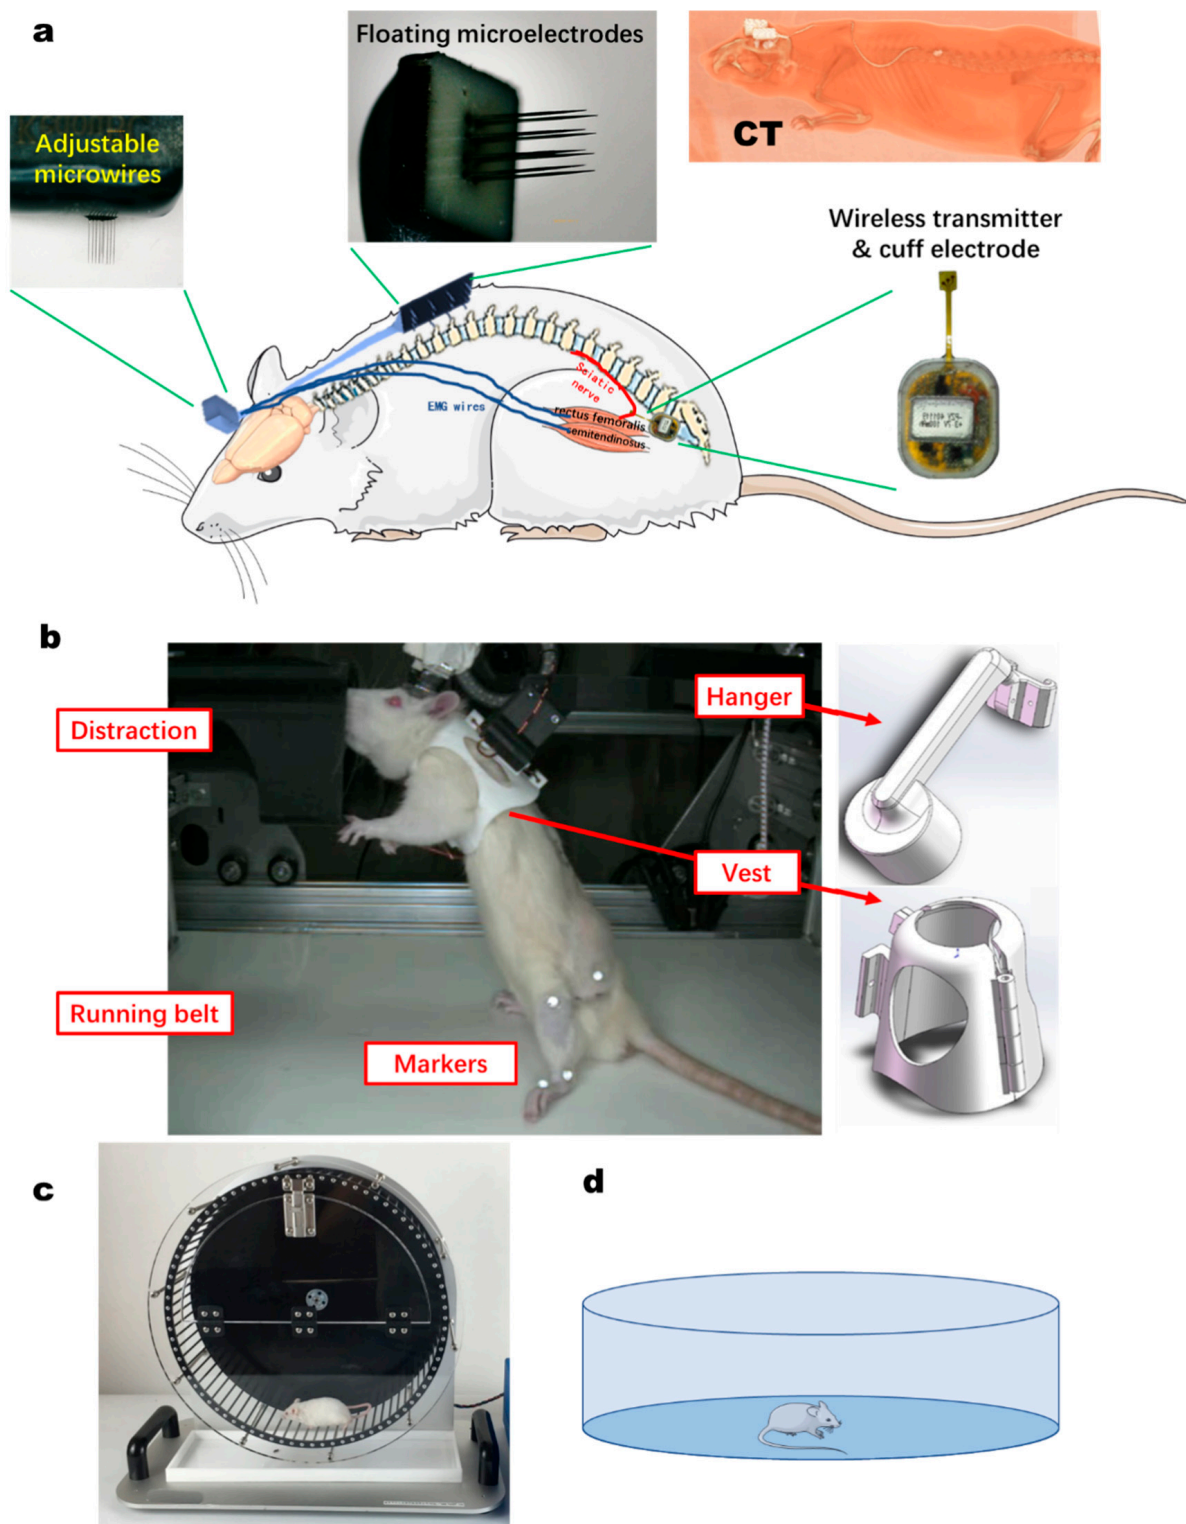 a
Floating microelectrodes
CT
Adjustable
microwires
Wireless transmitter
& cuff electrode
Sciatic
nerve
EMG wires
rectus femoralis
semitendinosus
b
Hanger
Distraction
Vest
Running belt
Markers
c
d